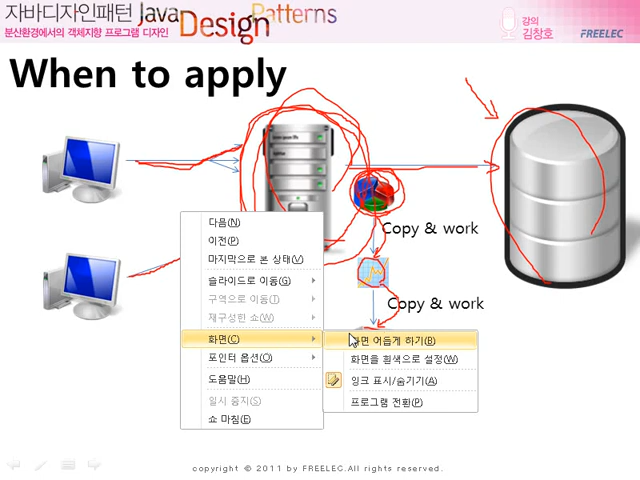 자바디자인패턴 Java Design Patterns
분산환경에서의 객체지향 프로그램 디자인
강의
김창호
FREELEC
When to apply
Copy & work
Copy & work
다음(N)
이전(P)
마지막으로 본 상태(V)
슬라이드로 이동(G)
구역으로 이동(T)
재구성한 쇼(W)
화면(C)
포인터 옵션(O)
도움말(H)
일시 중지(S)
쇼 마침(E)
어둡게 하기(B)
화면을 흰색으로 설정(W)
잉크 표시/숨기기(A)
프로그램 전환(P)
copyright © 2011 by FREELEC.All rights reserved.